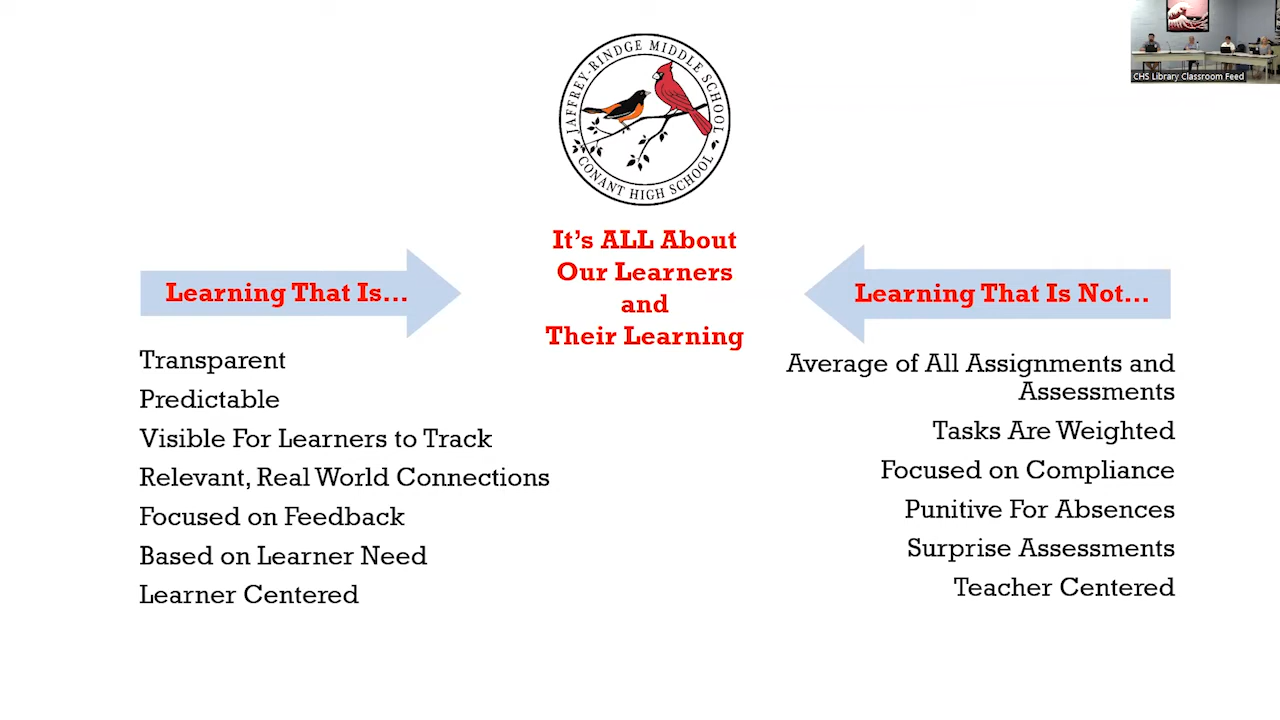 JAFFREY-RINDGE MIDDLE SCHOOL
CONANT HIGH SCHOOL
CHS Library Classroom Feed
It's ALL About
Our Learners
and
Their Learning
Learning That Is...
Transparent
Predictable
Visible For Learners to Track
Relevant, Real World Connections
Focused on Feedback
Based on Learner Need
Learner Centered
Learning That Is Not...
Average of All Assignments and
Assessments
Tasks Are Weighted
Focused on Compliance
Punitive For Absences
Surprise Assessments
Teacher Centered